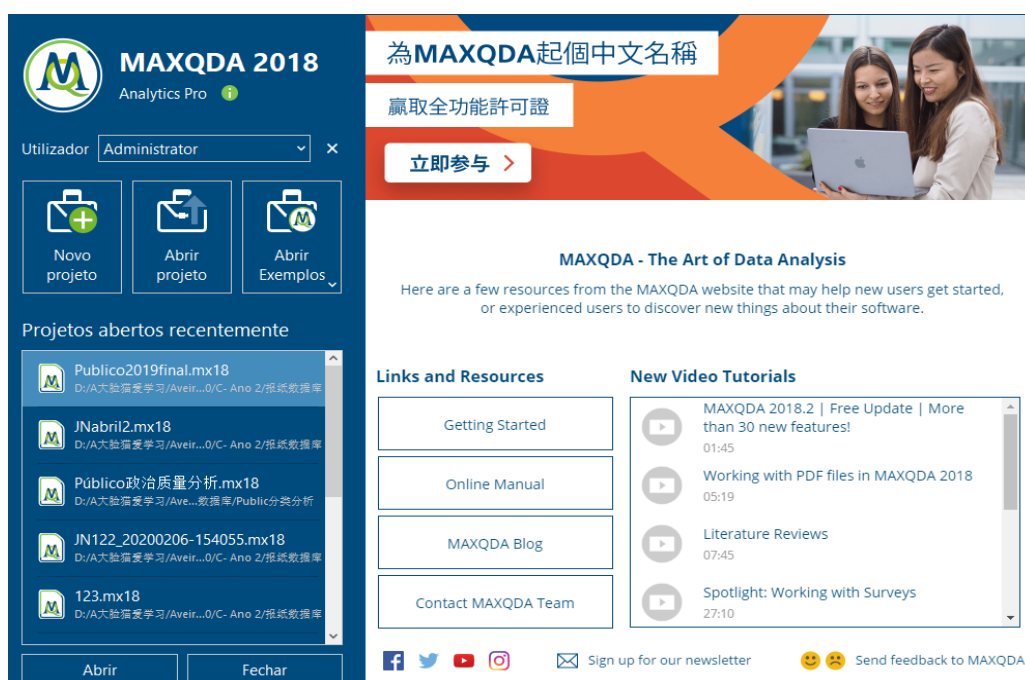 MAXQDA 2018
Analytics Pro
Utilizador
Administrator
Novo
projeto
Abrir
projeto
Abrir
Exemplos
Projetos abertos recentemente
Publico2019final.mx18
D:/A大脸猫爱学习/Aveir...0/C- Ano 2/报纸数据库
JNabril2.mx18
D:/A大脸猫爱学习/Aveir...0/C- Ano 2/报纸数据库
Público政治质量分析.mx18
D:/A大脸猫爱学习/Ave...数据库/Public分类分析
JN122_20200206-154055.mx18
D:/A大脸猫爱学习/Aveir...0/C- Ano 2/报纸数据库
123.mx18
D:/A大脸猫爱学习/Aveir...0/C- Ano 2/报纸数据库
Abrir
Fechar
為MAXQDA起個中文名稱
贏取全功能許可證
立即参与
MAXQDA - The Art of Data Analysis
Here are a few resources from the MAXQDA website that may help new users get started,
or experienced users to discover new things about their software.
Links and Resources
Getting Started
Online Manual
MAXQDA Blog
Contact MAXQDA Team
New Video Tutorials
MAXQDA 2018.2 | Free Update | More
than 30 new features!
01:45
Working with PDF files in MAXQDA 2018
05:19
Literature Reviews
07:45
Spotlight: Working with Surveys
27:10
Sign up for our newsletter
Send feedback to MAXQDA